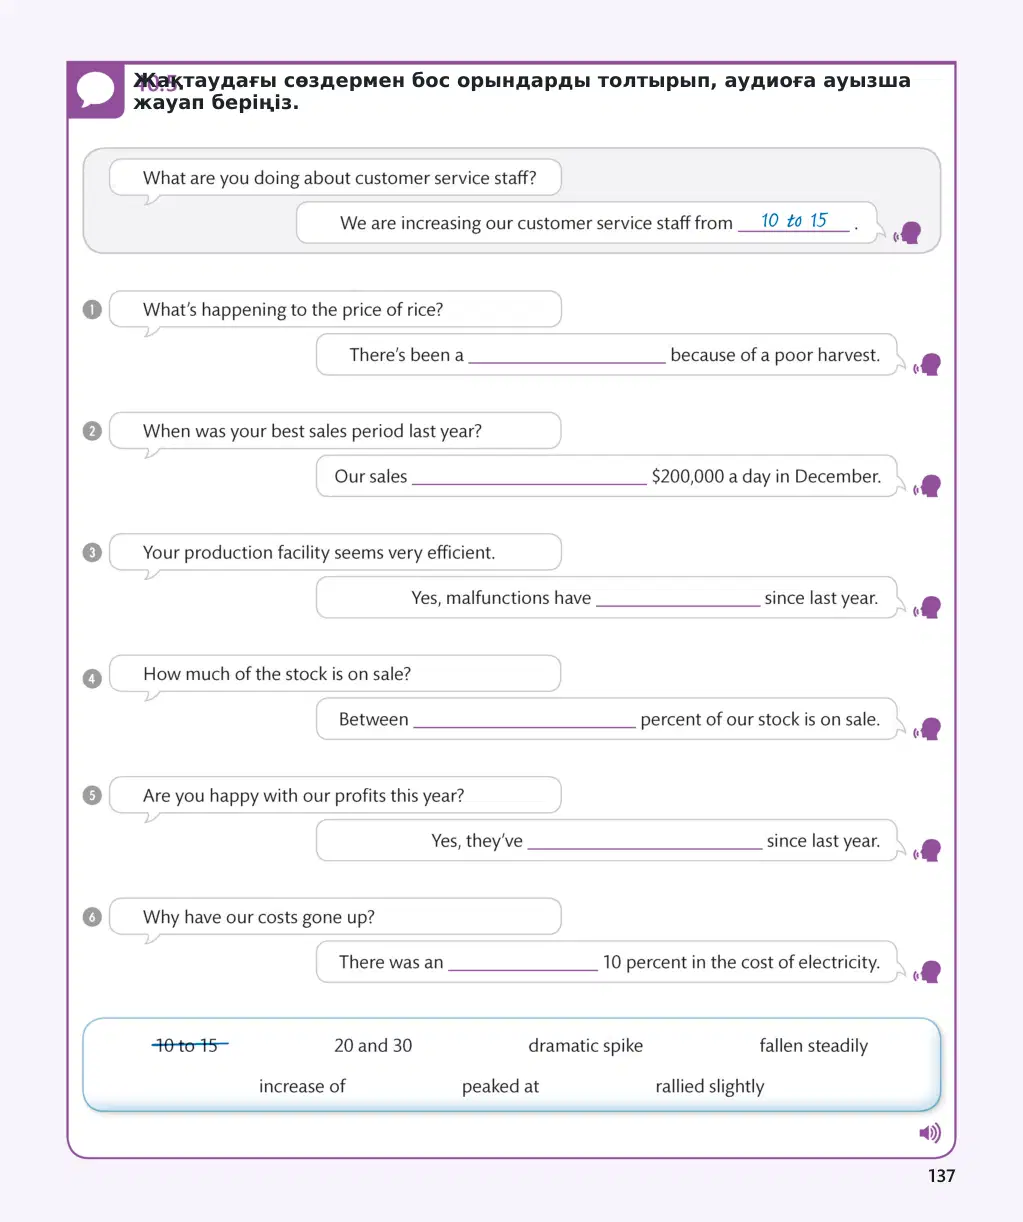 Жақтаудағы сөздермен бос орындарды толтырып, аудиоға ауызша
жауап беріңіз.
What are you doing about customer service staff?
We are increasing our customer service staff from 10 to 15 .
1 What's happening to the price of rice?
There's been a ____ because of a poor harvest.
2 When was your best sales period last year?
Our sales ____ $200,000 a day in December.
3 Your production facility seems very efficient.
Yes, malfunctions have ____ since last year.
4 How much of the stock is on sale?
Between ____ percent of our stock is on sale.
5 Are you happy with our profits this year?
Yes, they've ____ since last year.
6 Why have our costs gone up?
There was an ____ 10 percent in the cost of electricity.
10 to 15 20 and 30 dramatic spike fallen steadily
increase of peaked at rallied slightly
137